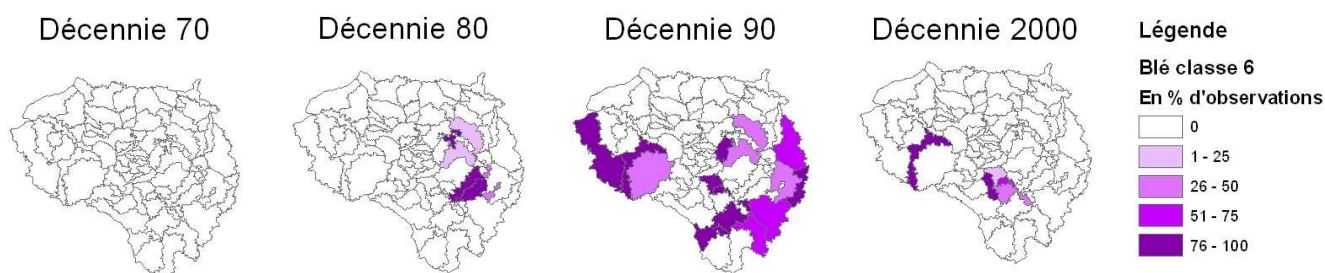 Décennie 70
Décennie 80
Décennie 90
Décennie 2000
Légende
Blé classe 6
En % d'observations
0
1 - 25
26 - 50
51 - 75
76 - 100